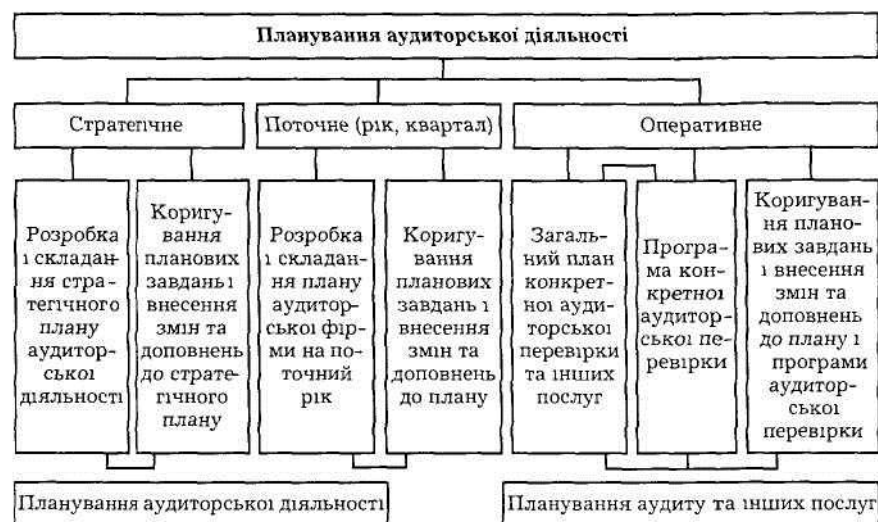 Планування аудиторської діяльності
Стратегічне
Поточне (рік, квартал)
Оперативне
Розробка
і складан-
ня стра-
тегічного
плану
аудитор-
ської
діяльності
Коригу-
вання
планових
завдань і
внесення
змін та
доповнень
до страте-
гічного
плану
Розробка
і складан-
ня плану
аудитор-
ської фір-
ми на по-
точний
рік
Коригу-
вання
планових
завдань і
внесення
змін та
доповнень
до плану
Загаль-
ний план
конкрет-
ної ауди-
торської
перевірки
та інших
послуг
Програ-
ма кон-
кретної
аудитор-
ської пе-
ревірки
Коригуван-
ня плано-
вих завдань
і внесення
змін та
доповнень
до плану і
програми
аудитор-
ської
перевірки
Планування аудиторської діяльності
Планування аудиту та інших послуг